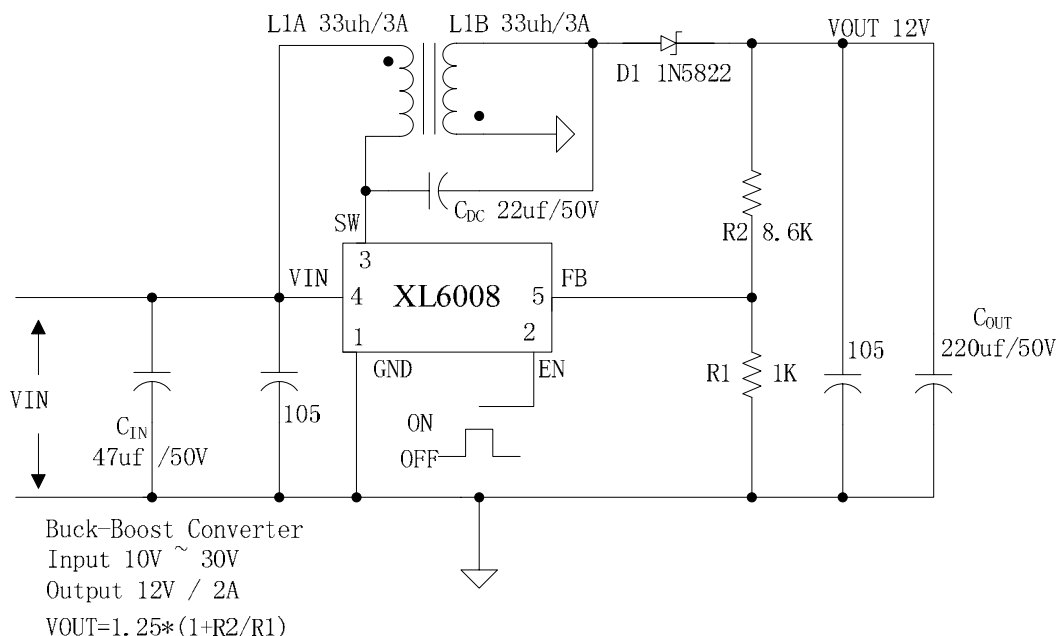 L1A 33uh/3A
L1B 33uh/3A
VOUT 12V
D1 1N5822
CDC 22uf/50V
SW
R2 8.6K
3
VIN
4
XL6008
5
FB
1
2
GND
EN
COUT
220uf/50V
105
R1
1K
VIN
105
CIN
47uf /50V
ON
OFF
Buck-Boost Converter
Input 10V ~ 30V
Output 12V / 2A
VOUT=1.25*(1+R2/R1)